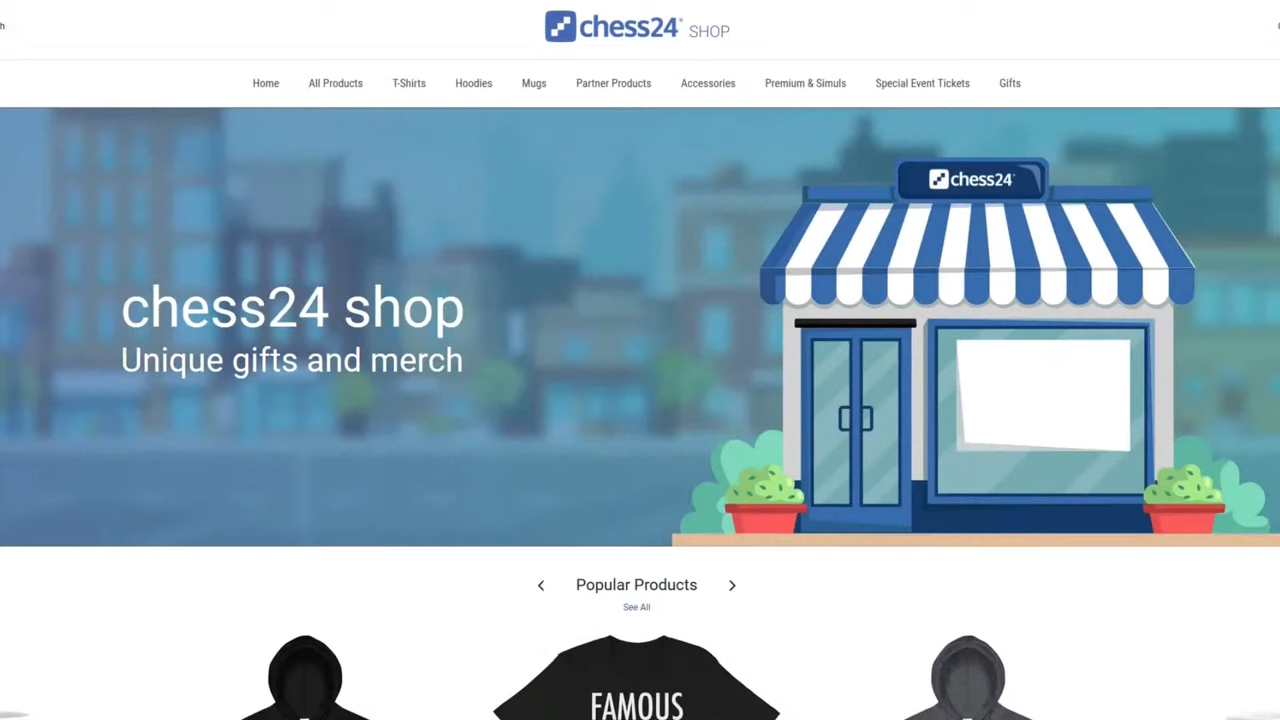 chess24 SHOP
Home All Products T-Shirts Hoodies Mugs Partner Products Accessories Premium & Simuls Special Event Tickets Gifts
chess24
chess24 shop
Unique gifts and merch
Popular Products
See All
FAMOUS